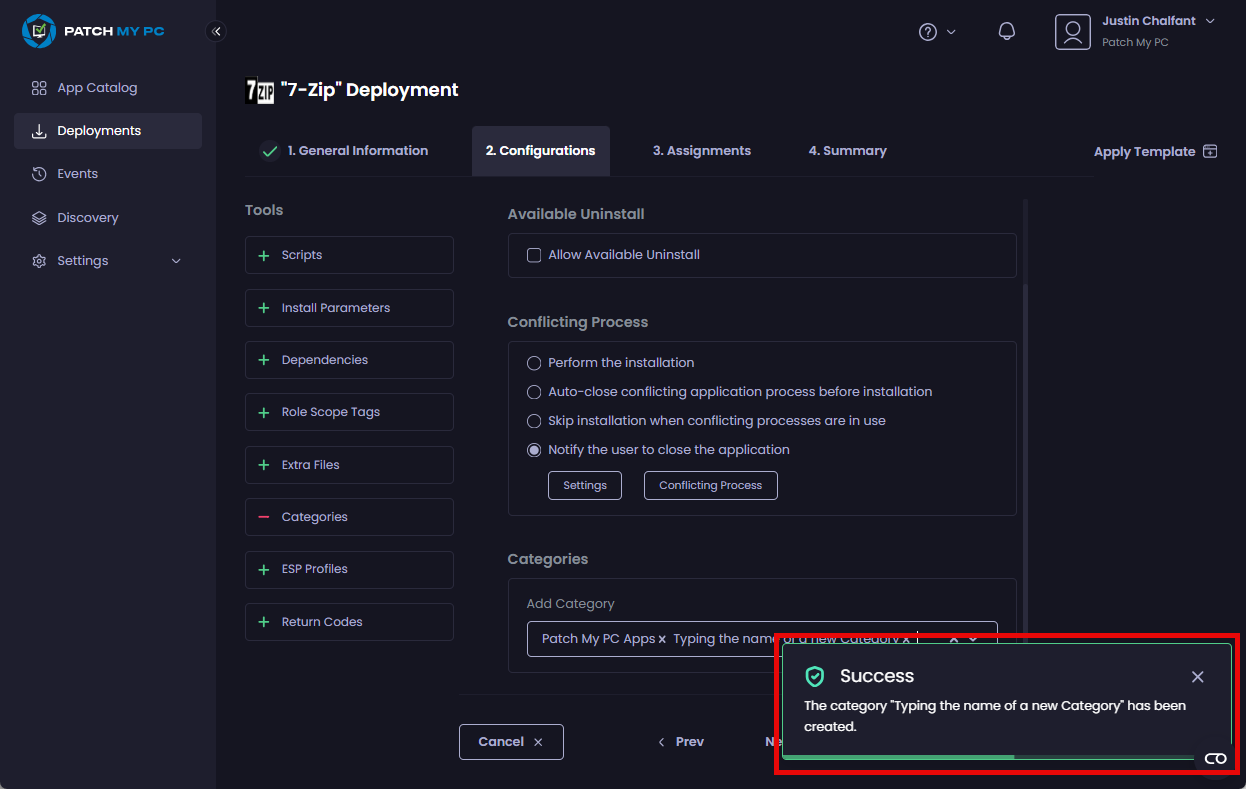 PATCH MY PC
Justin Chalfant
Patch My PC
App Catalog
Deployments
Events
Discovery
Settings
7ZIP "7-Zip" Deployment
1. General Information
2. Configurations
3. Assignments
4. Summary
Apply Template
Tools
Scripts
Install Parameters
Dependencies
Role Scope Tags
Extra Files
Categories
ESP Profiles
Return Codes
Available Uninstall
Allow Available Uninstall
Conflicting Process
Perform the installation
Auto-close conflicting application process before installation
Skip installation when conflicting processes are in use
Notify the user to close the application
Settings
Conflicting Process
Categories
Add Category
Patch My PC Apps x Typing the name of a new Category x
Cancel
Prev
Success
The category "Typing the name of a new Category" has been
created.